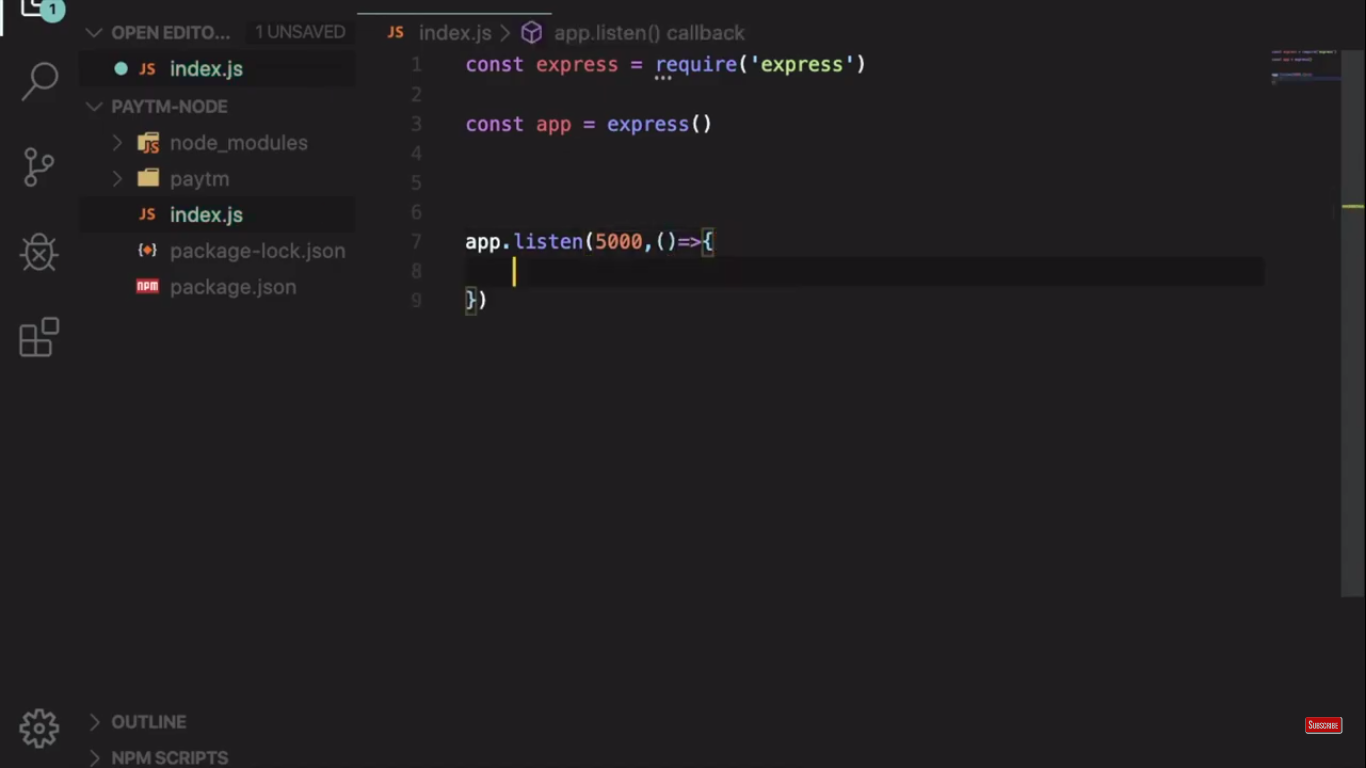 1
OPEN EDITO... 1 UNSAVED
JS index.js
PAYTM-NODE
JS node_modules
paytm
JS index.js
package-lock.json
npm package.json
OUTLINE
NPM SCRIPTS
JS index.js > app.listen() callback
1 const express = require('express')
2
3 const app = express()
4
5
6
7 app.listen(5000,()=>{
8
9 })
SUBSCRIBE